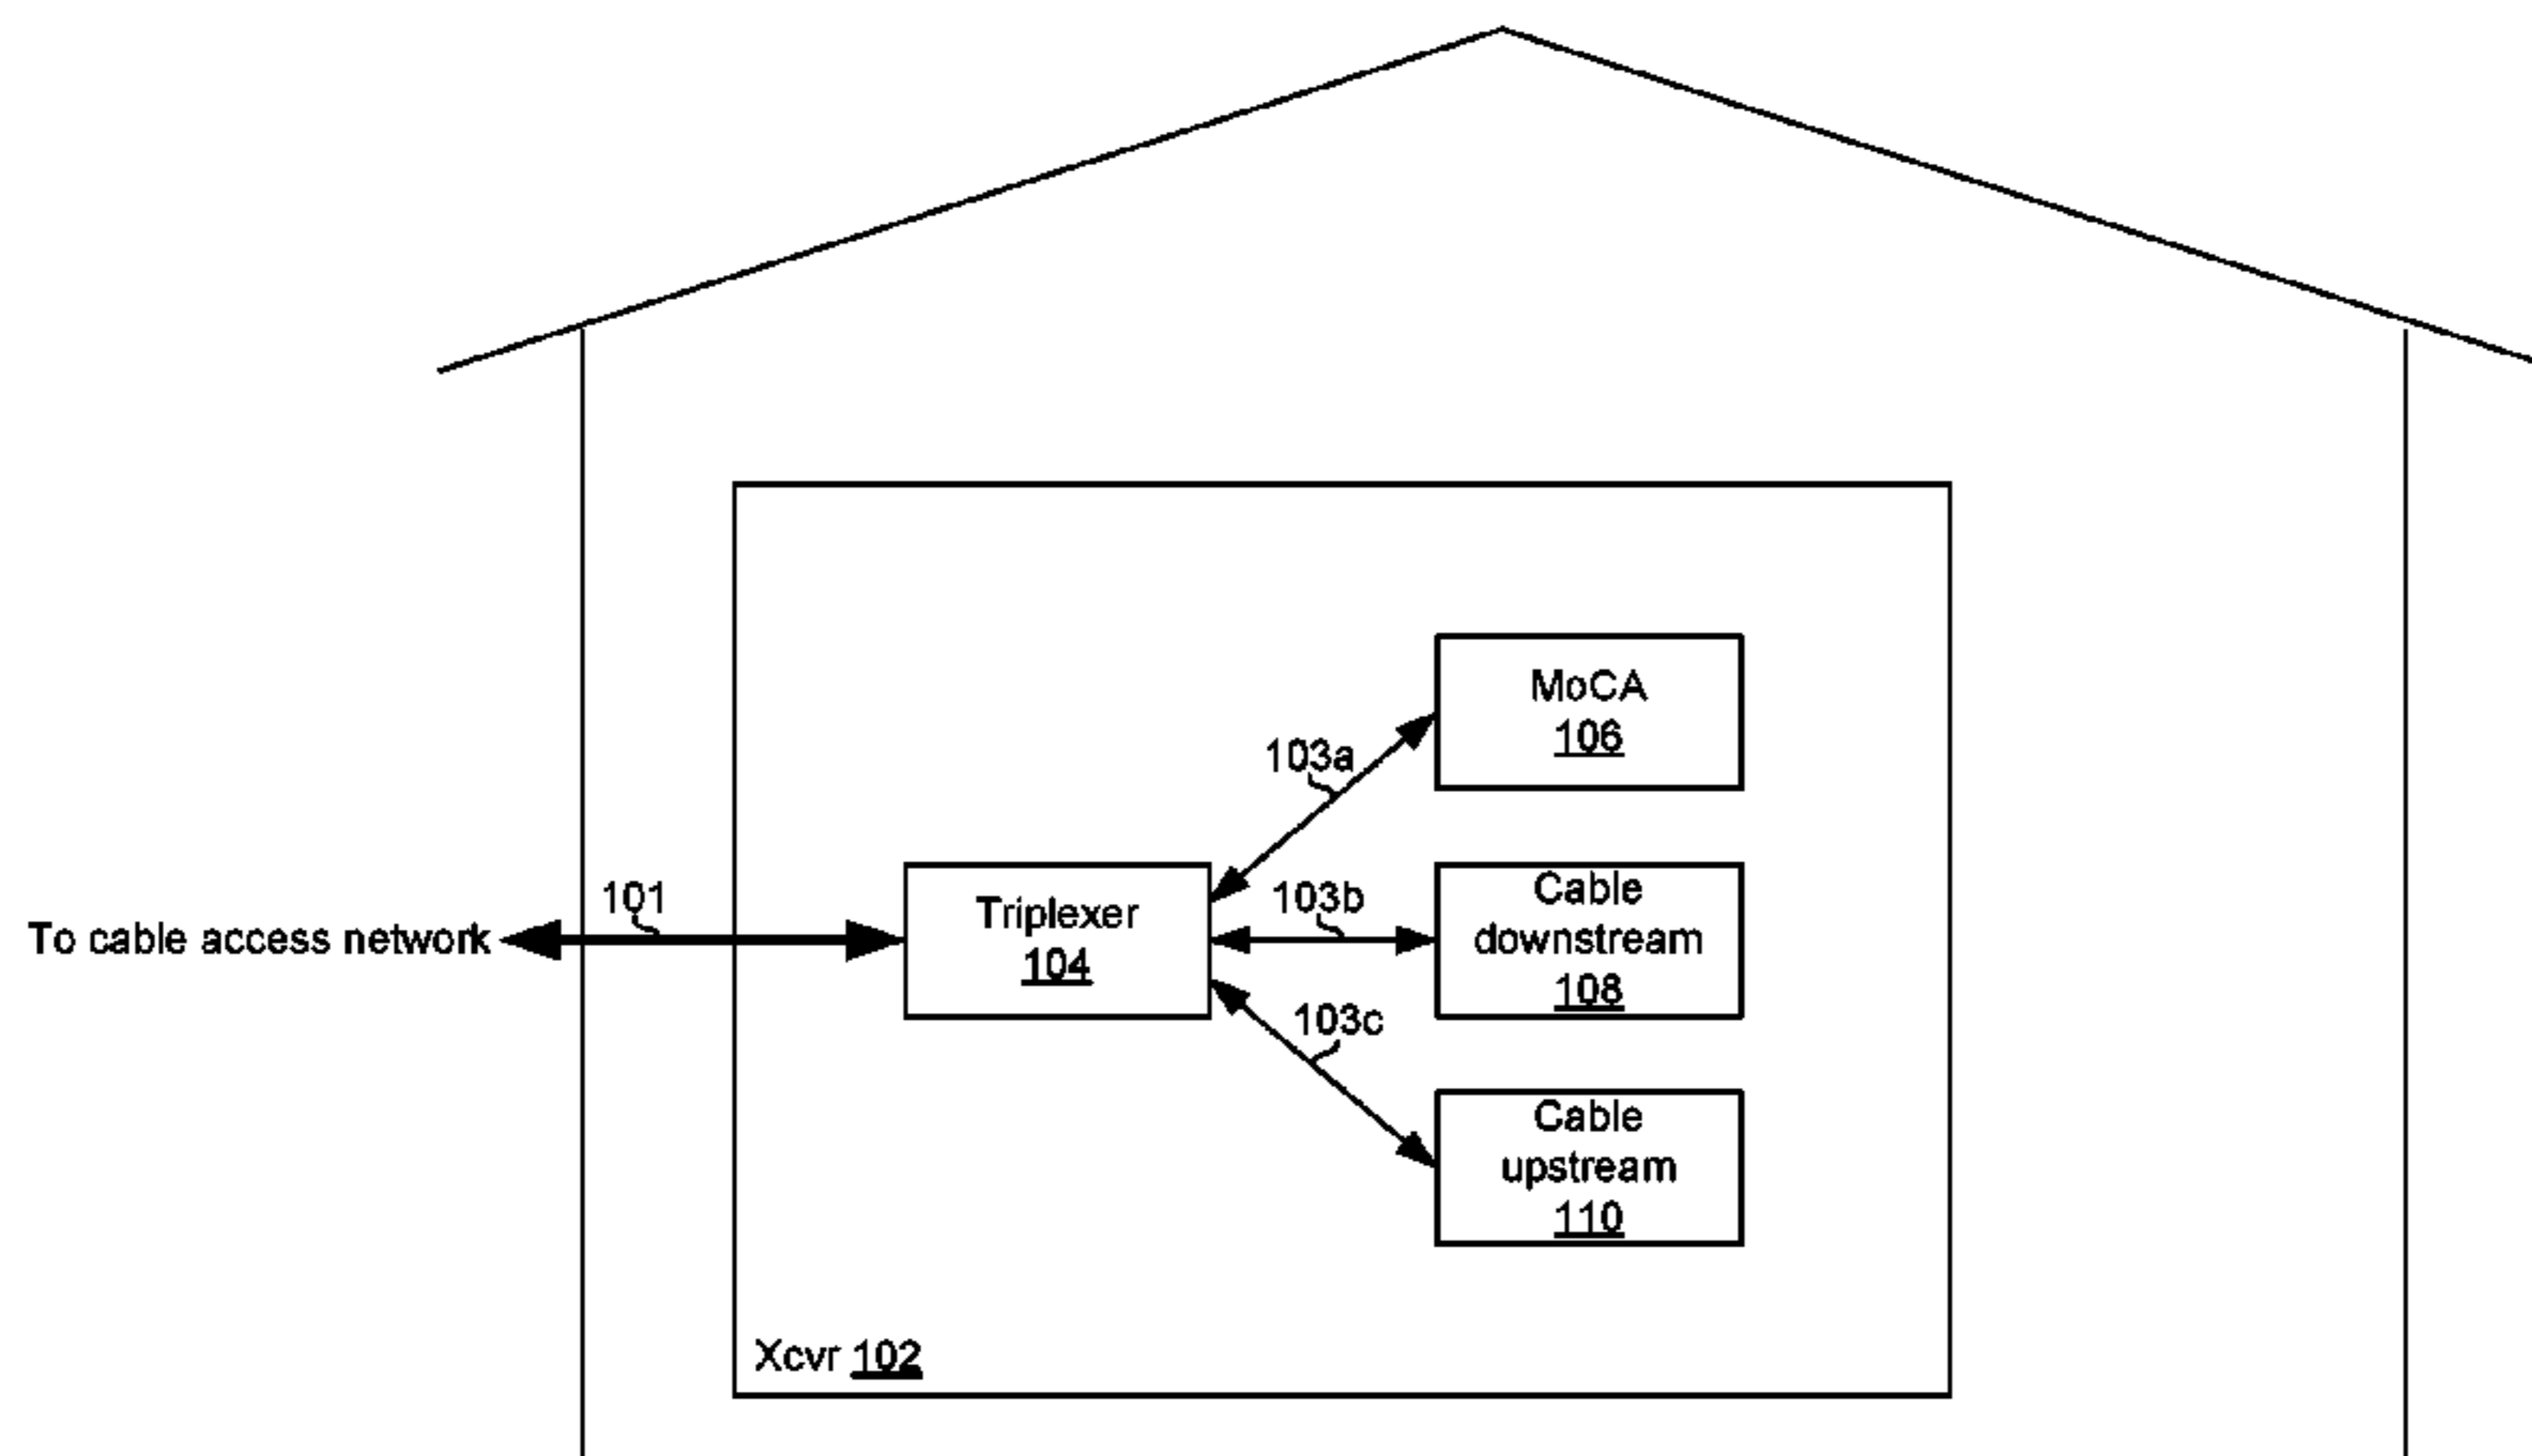 MoCA
106
103a
101
To cable access network
Triplexer
104
103b
Cable
downstream
108
103c
Cable
upstream
110
Xcvr 102